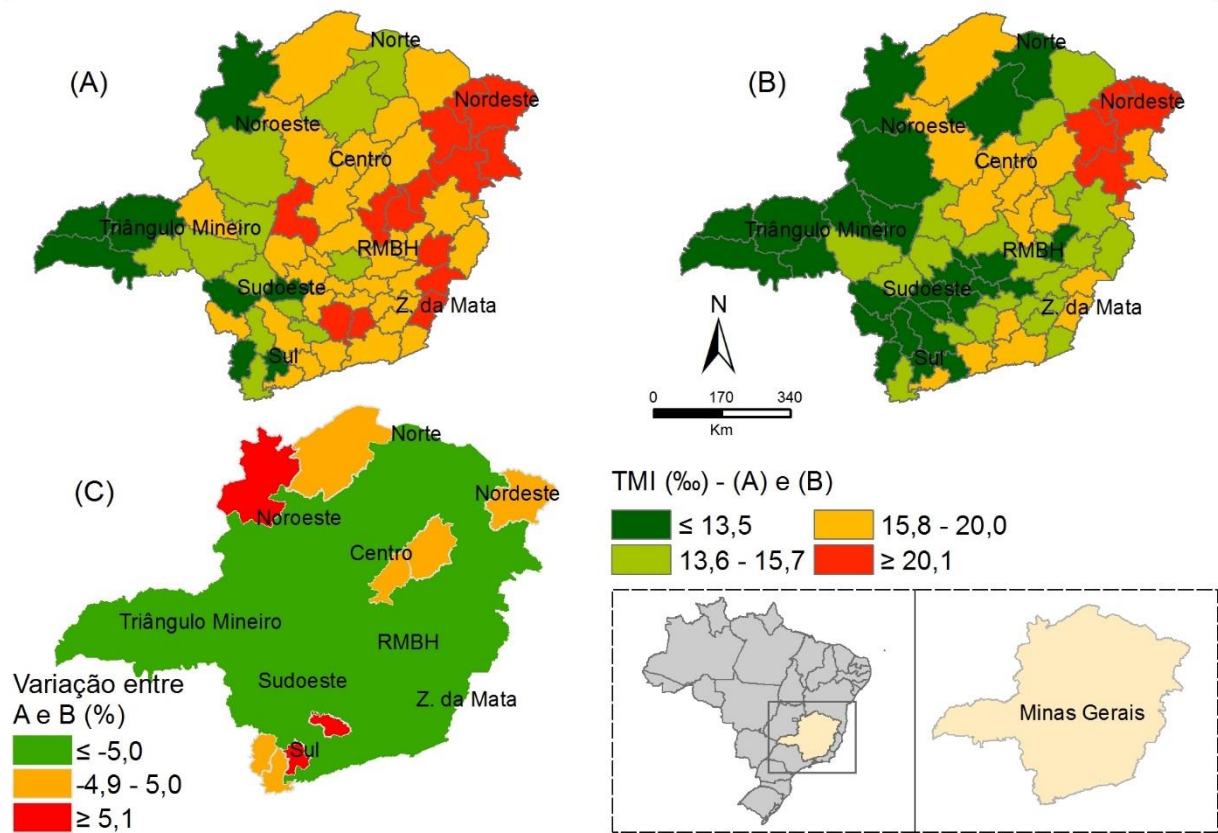 (A)
Norte
Nordeste
Noroeste
Centro
Triângulo Mineiro
RMBH
Sudoeste
Z. da Mata
Sul
(B)
Norte
Nordeste
Noroeste
Centro
Triângulo Mineiro
RMBH
Sudoeste
Z. da Mata
Sul
N
0 170 340
Km
(C)
Norte
Nordeste
Noroeste
Centro
Triângulo Mineiro
RMBH
Sudoeste
Z. da Mata
Sul
Variação entre
A e B (%)
≤ -5,0
-4,9 - 5,0
≥ 5,1
TMI (‰) - (A) e (B)
≤ 13,5
15,8 - 20,0
13,6 - 15,7
≥ 20,1
Minas Gerais